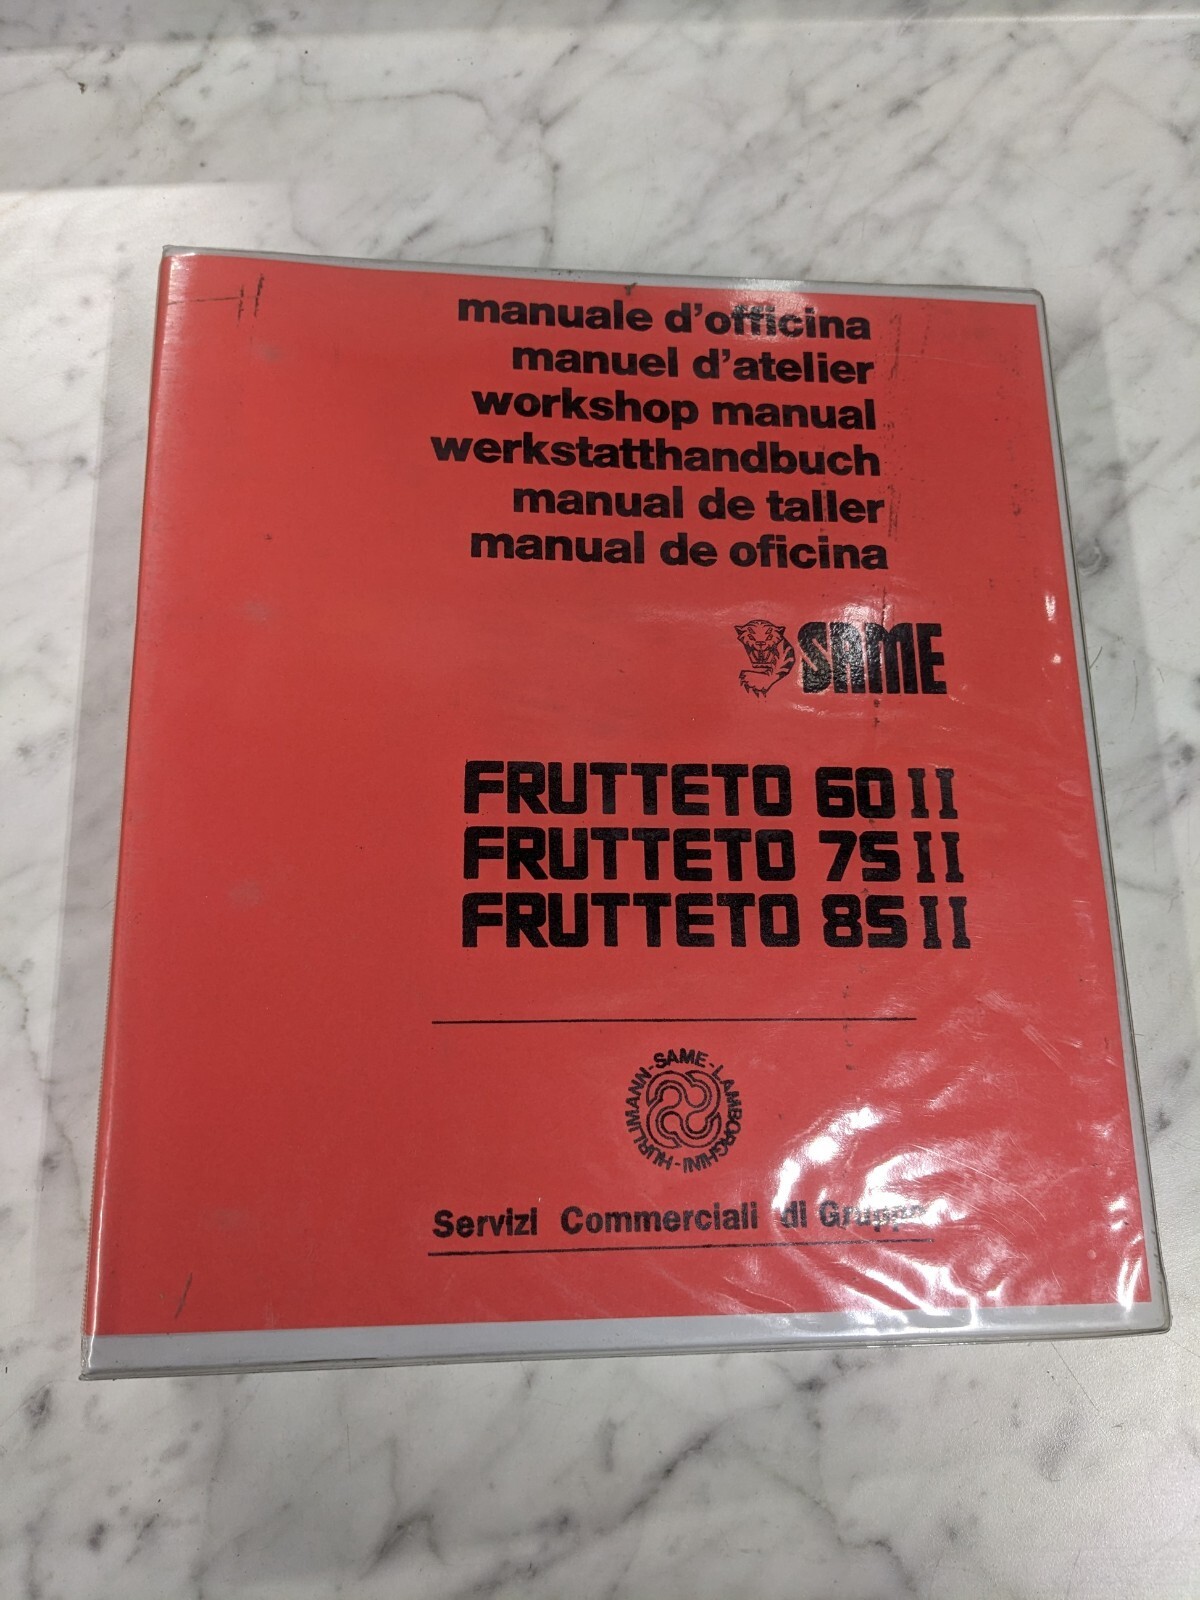 manuale d'officina
manuel d'atelier
workshop manual
werkstatthandbuch
manual de taller
manual de oficina
SAME
FRUTTETO 60 II
FRUTTETO 75 II
FRUTTETO 85 II
HURLIMANN-SAME-LAMBORGHINI-
Servizi Commerciali di Gruppo